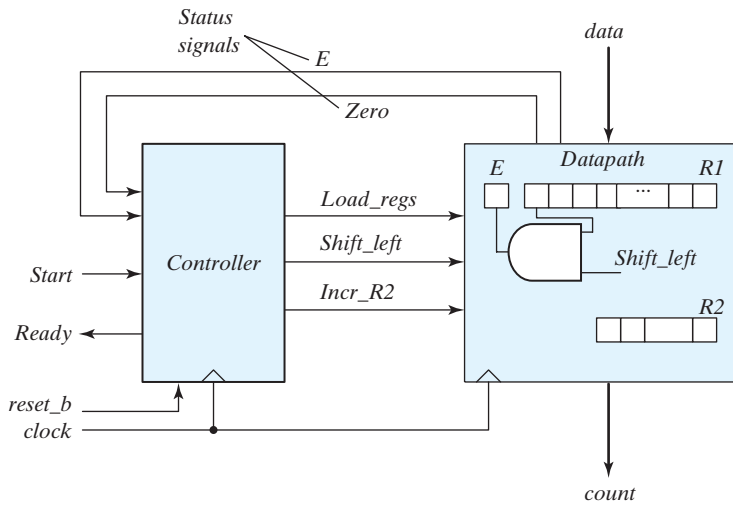 Status
signals
E
Zero
data
Datapath
E
R1
...
Load_regs
Shift_left
Incr_R2
Controller
Shift_left
R2
Start
Ready
reset_b
clock
count